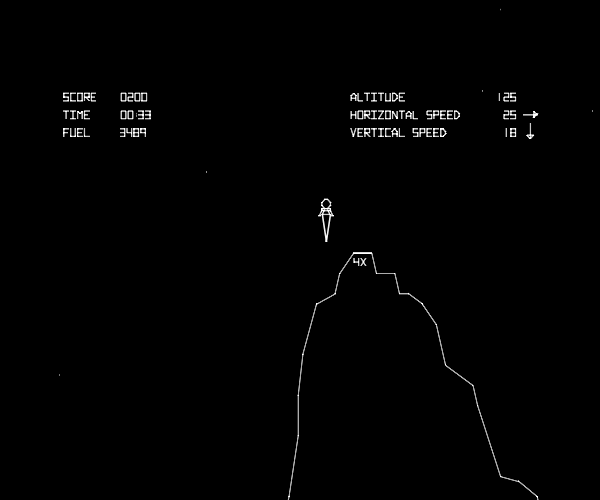 SCORE 0200
TIME 00:33
FUEL 3489
ALTITUDE 125
HORIZONTAL SPEED 25 →
VERTICAL SPEED 18 ↓
4X